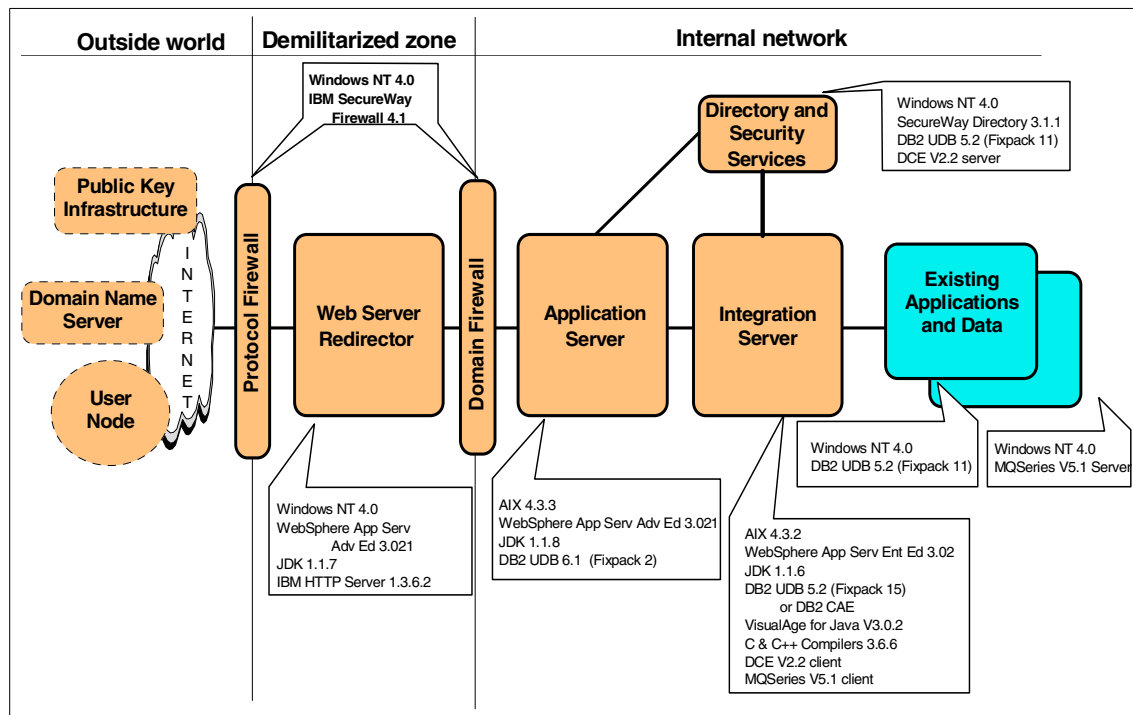 Outside world
Demilitarized zone
Internal network
Windows NT 4.0
IBM SecureWay
Firewall 4.1
Directory and
Security
Services
Windows NT 4.0
SecureWay Directory 3.1.1
DB2 UDB 5.2 (Fixpack 11)
DCE V2.2 server
Public Key
Infrastructure
Domain Name
Server
User
Node
INTERNET
Protocol Firewall
Web Server
Redirector
Domain Firewall
Application
Server
Integration
Server
Existing
Applications
and Data
Windows NT 4.0
WebSphere App Serv
Adv Ed 3.021
JDK 1.1.7
IBM HTTP Server 1.3.6.2
AIX 4.3.3
WebSphere App Serv Adv Ed 3.021
JDK 1.1.8
DB2 UDB 6.1 (Fixpack 2)
AIX 4.3.2
WebSphere App Serv Ent Ed 3.02
JDK 1.1.6
DB2 UDB 5.2 (Fixpack 15)
or DB2 CAE
VisualAge for Java V3.0.2
C & C++ Compilers 3.6.6
DCE V2.2 client
MQSeries V5.1 client
Windows NT 4.0
DB2 UDB 5.2 (Fixpack 11)
Windows NT 4.0
MQSeries V5.1 Server